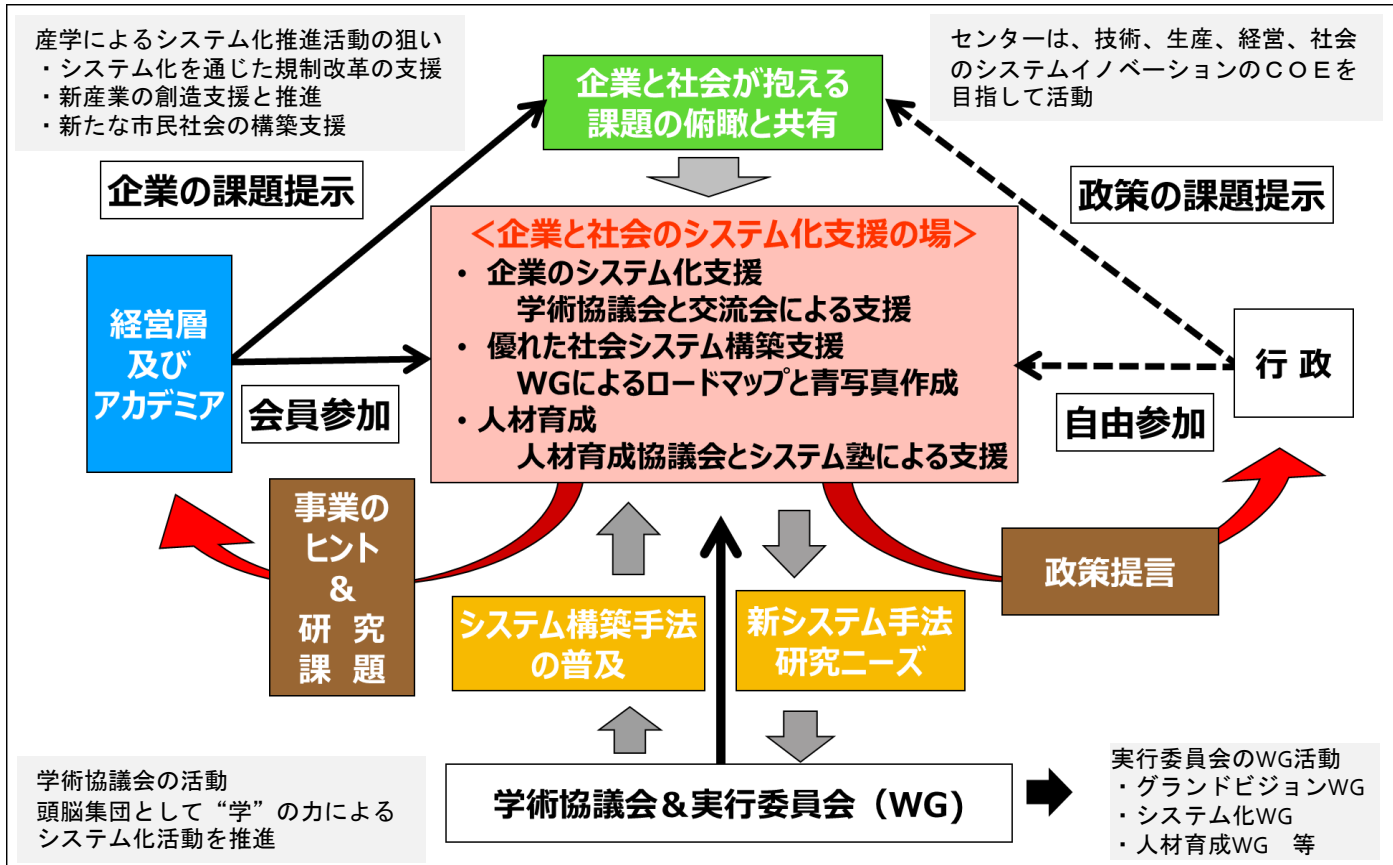 産学によるシステム化推進活動の狙い
・システム化を通じた規制改革の支援
・新産業の創造支援と推進
・新たな市民社会の構築支援
企業と社会が抱える
課題の俯瞰と共有
センターは、技術、生産、経営、社会
のシステムイノベーションのＣＯＥを
目指して活動
企業の課題提示
政策の課題提示
＜企業と社会のシステム化支援の場＞
・ 企業のシステム化支援
学術協議会と交流会による支援
・ 優れた社会システム構築支援
WGによるロードマップと青写真作成
・人材育成
人材育成協議会とシステム塾による支援
経営層
及び
アカデミア
会員参加
行 政
自由参加
事業の
ヒント
&
研 究
課 題
政策提言
システム構築手法
の普及
新システム手法
研究ニーズ
学術協議会の活動
頭脳集団として“学”の力による
システム化活動を推進
学術協議会＆実行委員会（WG）
実行委員会のWG活動
・グランドビジョンWG
・システム化WG
・人材育成WG　等